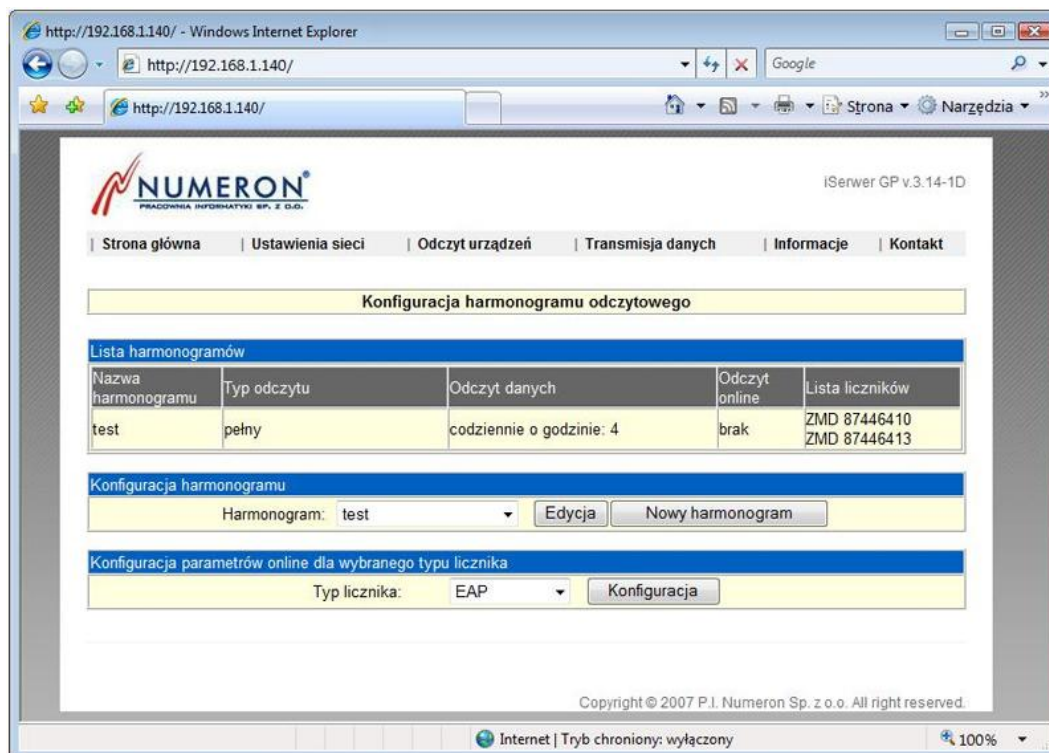 http://192.168.1.140/ - Windows Internet Explorer
http://192.168.1.140/
Google
http://192.168.1.140/
Strona
Narzędzia
NUMERON®
PRACOWNIA INFORMATYKI SP. Z O.O.
iSerwer GP v.3.14-1D
| Strona główna | Ustawienia sieci | Odczyt urządzeń | Transmisja danych | Informacje | Kontakt
Konfiguracja harmonogramu odczytowego
Lista harmonogramów
Nazwa harmonogramu Typ odczytu Odczyt danych Odczyt online Lista liczników
test pełny codziennie o godzinie: 4 brak ZMD 87446410
ZMD 87446413
Konfiguracja harmonogramu
Harmonogram: test Edycja Nowy harmonogram
Konfiguracja parametrów online dla wybranego typu licznika
Typ licznika: EAP Konfiguracja
Copyright © 2007 P.I. Numeron Sp. z o.o. All right reserved.
Internet | Tryb chroniony: wyłączony
100%